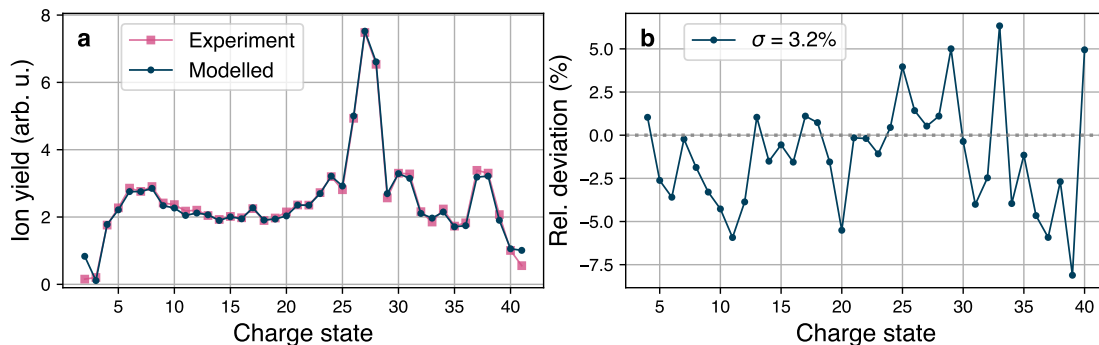 a
Experiment
Modelled
Ion yield (arb. u.)
8
6
4
2
0
5 10 15 20 25 30 35 40
Charge state
b
σ = 3.2%
Rel. deviation (%)
5.0
2.5
0.0
−2.5
−5.0
−7.5
5 10 15 20 25 30 35 40
Charge state